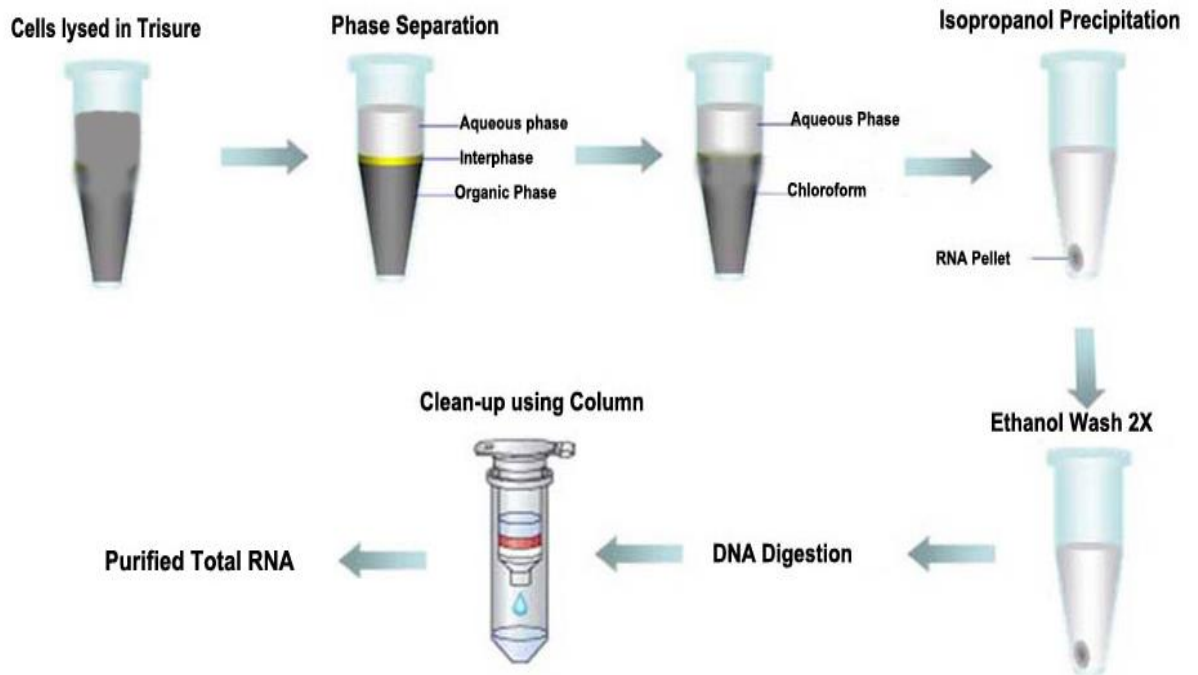 Cells lysed in Trisure
Phase Separation
Aqueous phase
Interphase
Organic Phase
Aqueous Phase
Chloroform
Isopropanol Precipitation
RNA Pellet
Ethanol Wash 2X
DNA Digestion
Clean-up using Column
Purified Total RNA